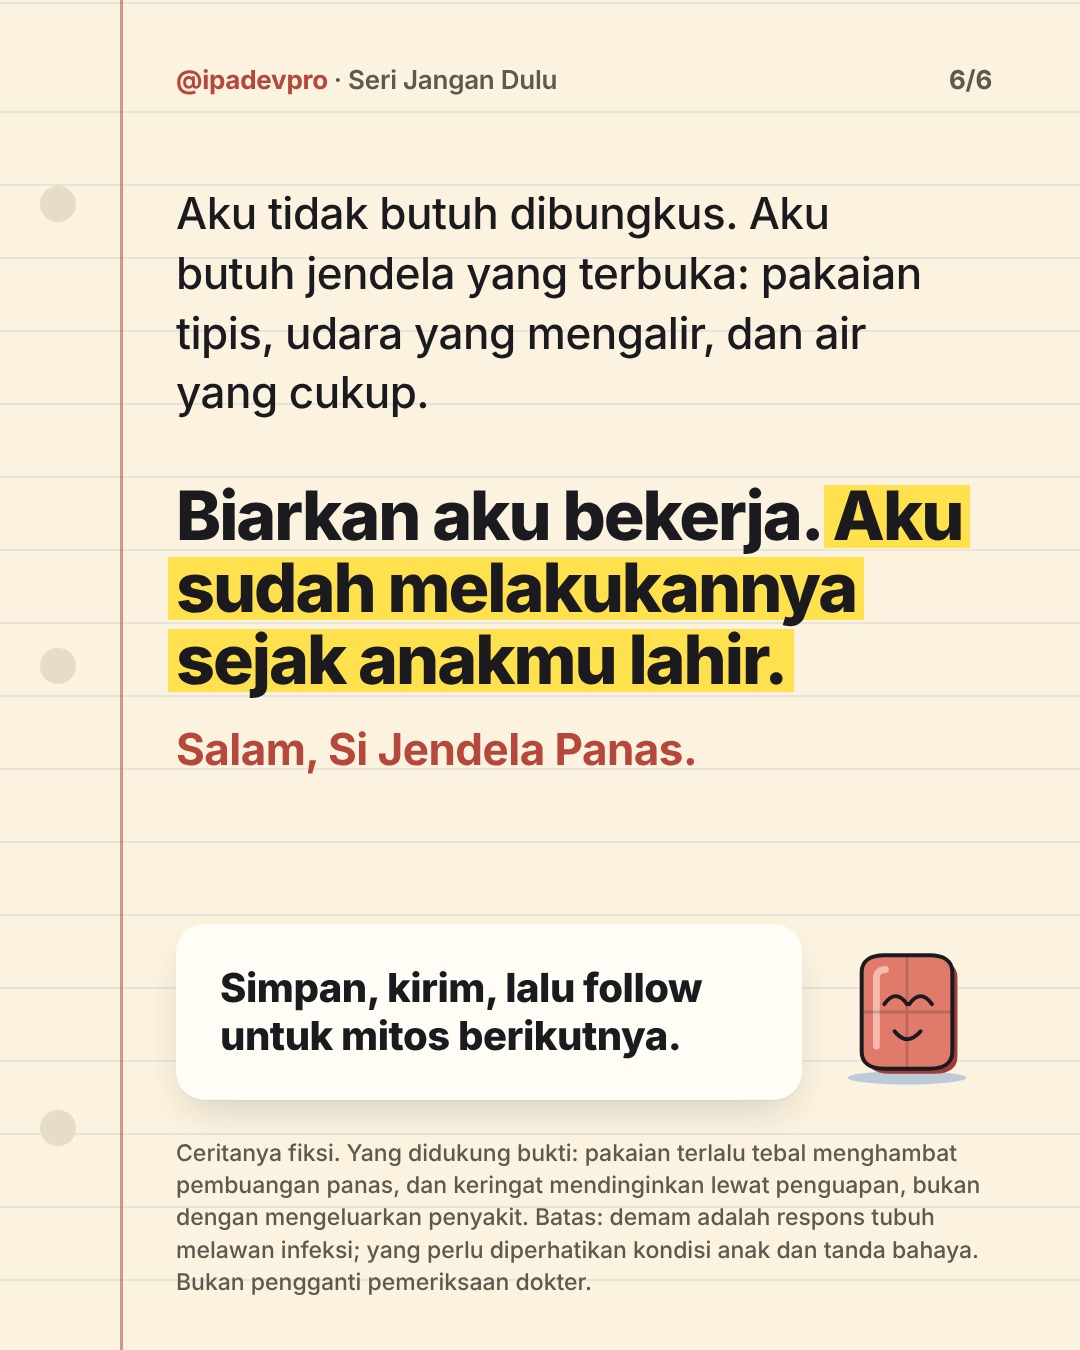 @ipadevpro · Seri Jangan Dulu
6/6
Aku tidak butuh dibungkus. Aku
butuh jendela yang terbuka: pakaian
tipis, udara yang mengalir, dan air
yang cukup.
Biarkan aku bekerja. Aku
sudah melakukannya
sejak anakmu lahir.
Salam, Si Jendela Panas.
Simpan, kirim, lalu follow
untuk mitos berikutnya.
Ceritanya fiksi. Yang didukung bukti: pakaian terlalu tebal menghambat
pembuangan panas, dan keringat mendinginkan lewat penguapan, bukan
dengan mengeluarkan penyakit. Batas: demam adalah respons tubuh
melawan infeksi; yang perlu diperhatikan kondisi anak dan tanda bahaya.
Bukan pengganti pemeriksaan dokter.